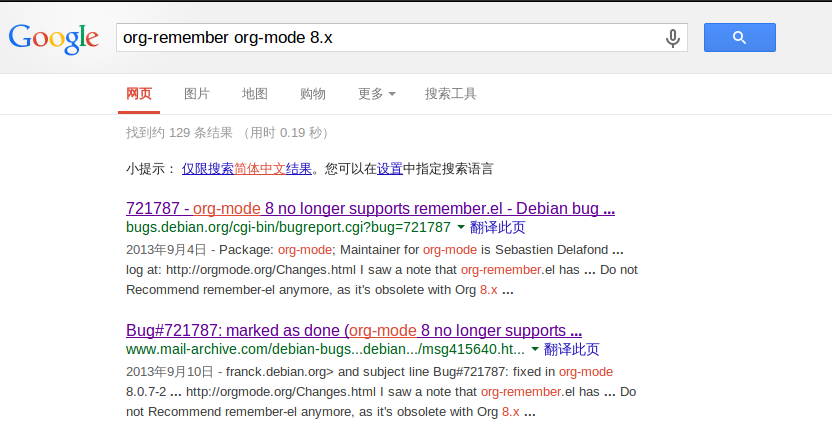 Google org-remember org-mode 8.x
网页 图片 地图 购物 更多 搜索工具
找到约 129 条结果 （用时 0.19 秒）
小提示： 仅限搜索简体中文结果。您可以在设置中指定搜索语言
721787 - org-mode 8 no longer supports remember.el - Debian bug ...
bugs.debian.org/cgi-bin/bugreport.cgi?bug=721787 翻译此页
2013年9月4日 - Package: org-mode; Maintainer for org-mode is Sebastien Delafond ...
log at: http://orgmode.org/Changes.html I saw a note that org-remember.el has ... Do not
Recommend remember-el anymore, as it's obsolete with Org 8.x ...
Bug#721787: marked as done (org-mode 8 no longer supports ...
www.mail-archive.com/debian-bugs...debian.../msg415640.ht... 翻译此页
2013年9月10日 - franck.debian.org> and subject line Bug#721787: fixed in org-mode
8.0.7-2 ... http://orgmode.org/Changes.html I saw a note that org-remember.el has ... Do
not Recommend remember-el anymore, as it's obsolete with Org 8.x ...